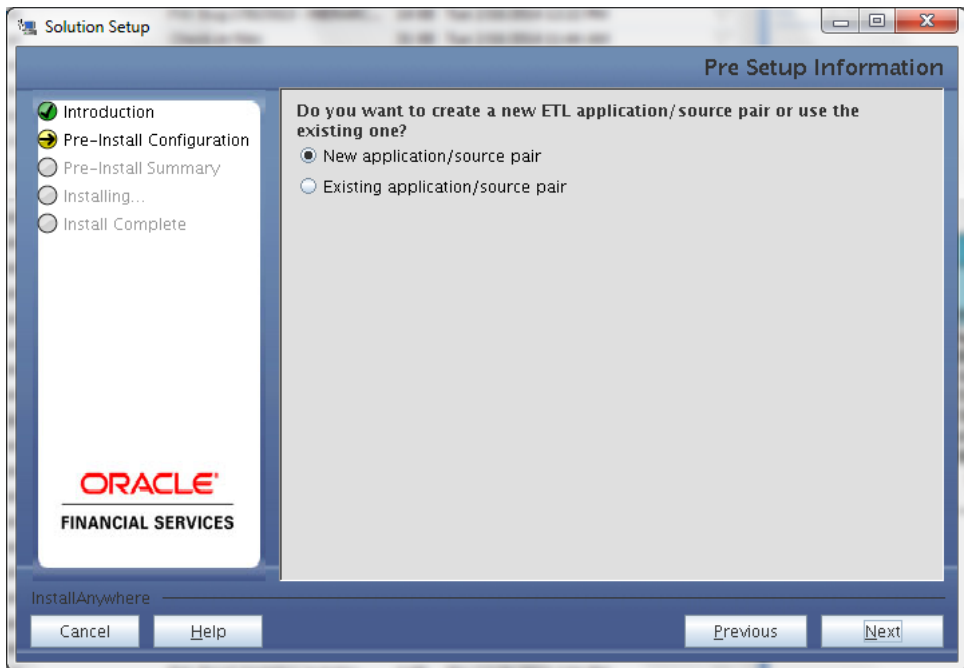 Solution Setup
Pre Setup Information
Introduction
Pre-Install Configuration
Pre-Install Summary
Installing...
Install Complete
ORACLE
FINANCIAL SERVICES
Do you want to create a new ETL application/source pair or use the
existing one?
New application/source pair
Existing application/source pair
InstallAnywhere
Cancel
Help
Previous
Next